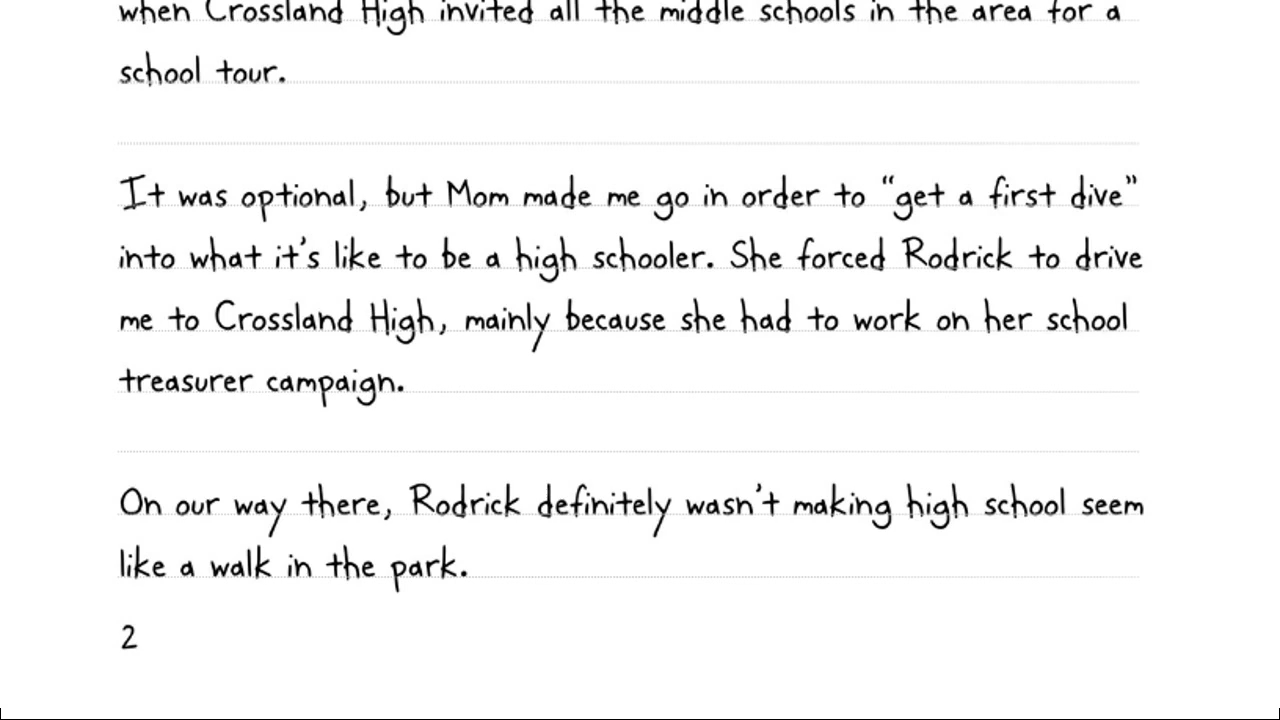 when Crossland High invited all the middle schools in the area for a
school tour.
It was optional, but Mom made me go in order to “get a first dive”
into what it’s like to be a high schooler. She forced Rodrick to drive
me to Crossland High, mainly because she had to work on her school
treasurer campaign.
On our way there, Rodrick definitely wasn’t making high school seem
like a walk in the park.
2